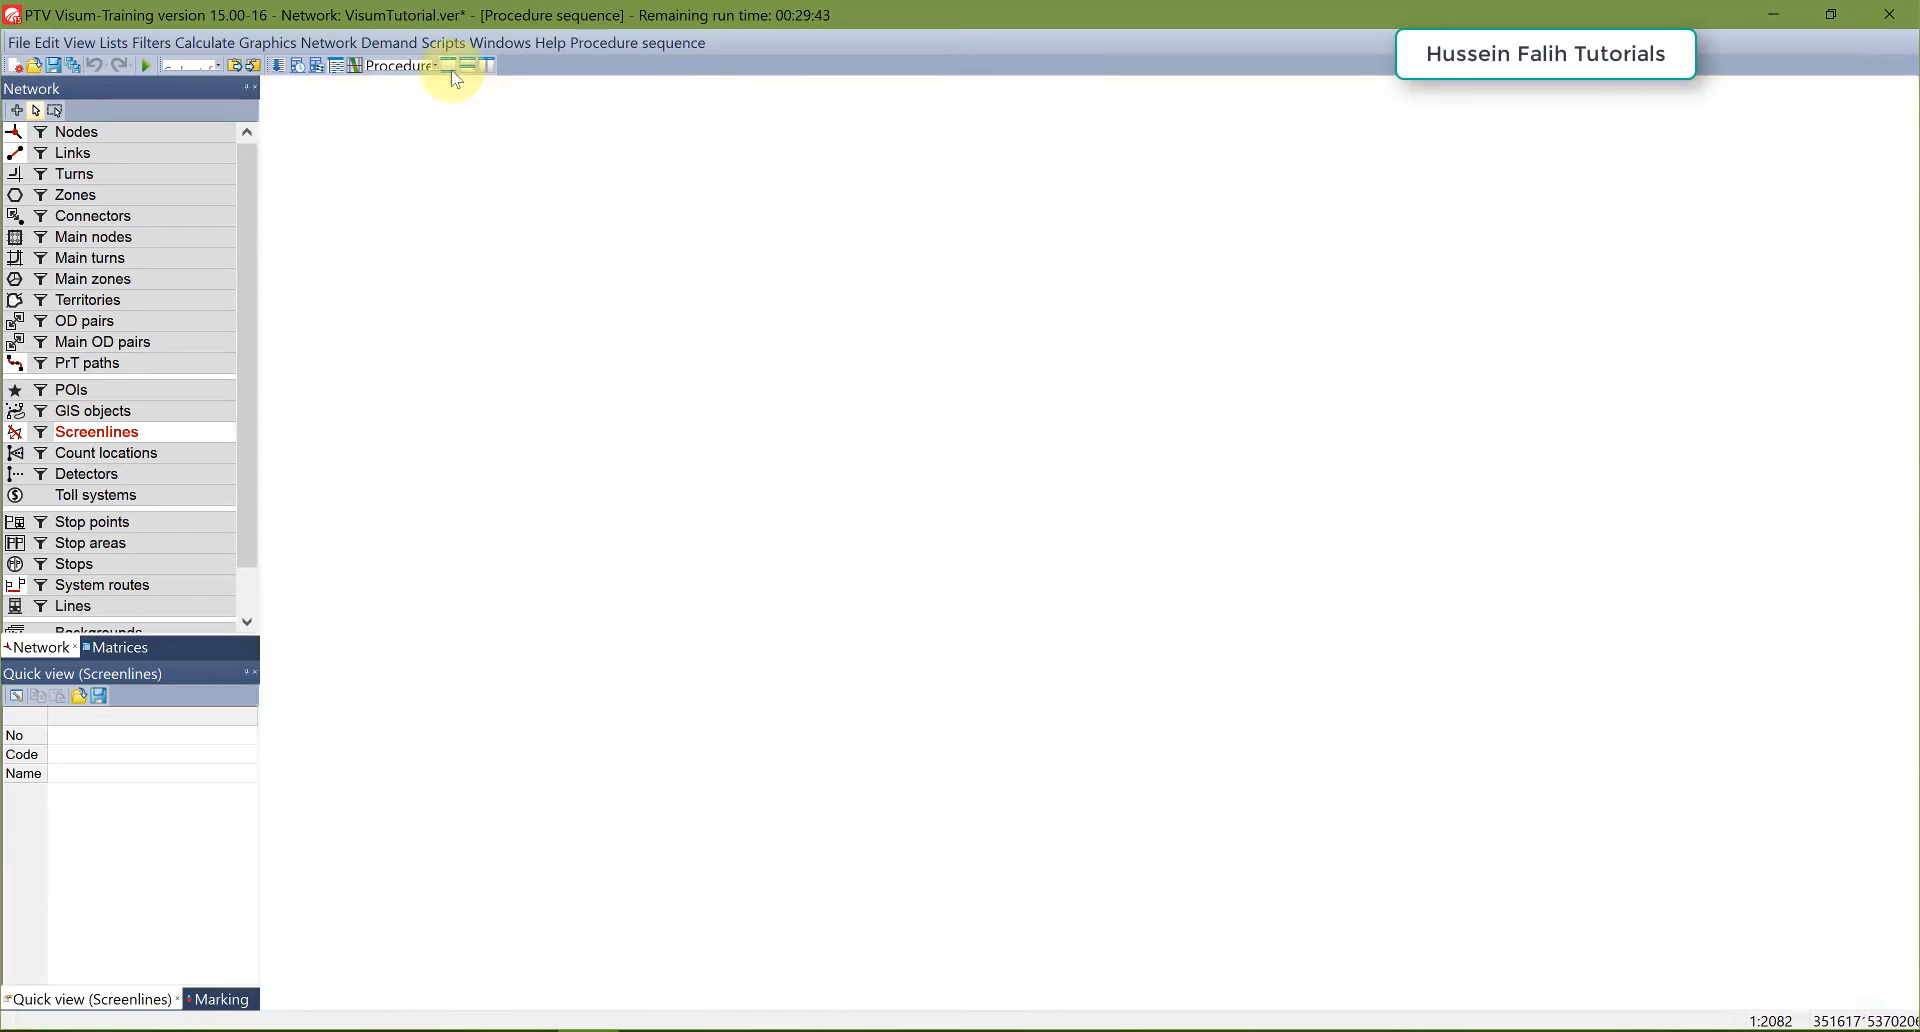 PTV Visum-Training version 15.00-16 - Network: VisumTutorial.ver* - [Procedure sequence] - Remaining run time: 00:29:43
File Edit View Lists Filters Calculate Graphics Network Demand Scripts Windows Help Procedure sequence
Hussein Falih Tutorials
Procedure
Network
Nodes
Links
Turns
Zones
Connectors
Main nodes
Main turns
Main zones
Territories
OD pairs
Main OD pairs
PrT paths
POIs
GIS objects
Screenlines
Count locations
Detectors
Toll systems
Stop points
Stop areas
Stops
System routes
Lines
Backgrounds
Network Matrices
Quick view (Screenlines)
No
Code
Name
Quick view (Screenlines) Marking
1:2082